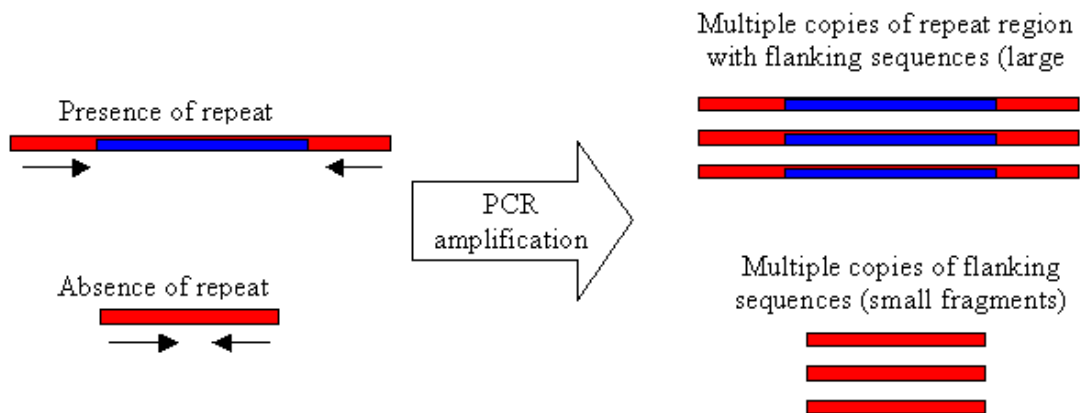 Presence of repeat
Absence of repeat
PCR
amplification
Multiple copies of repeat region
with flanking sequences (large
Multiple copies of flanking
sequences (small fragments)